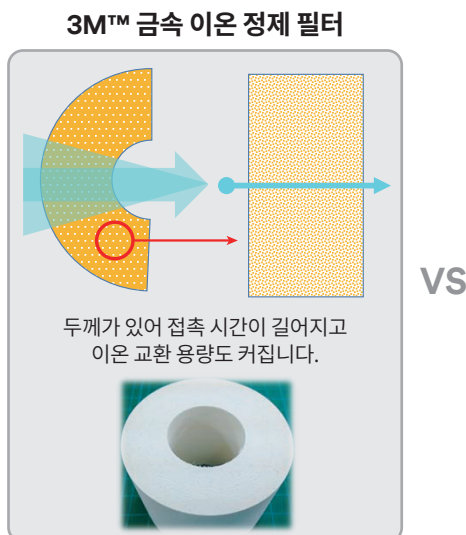 3M™ 금속 이온 정제 필터
두께가 있어 접촉 시간이 길어지고
이온 교환 용량도 커집니다.
VS